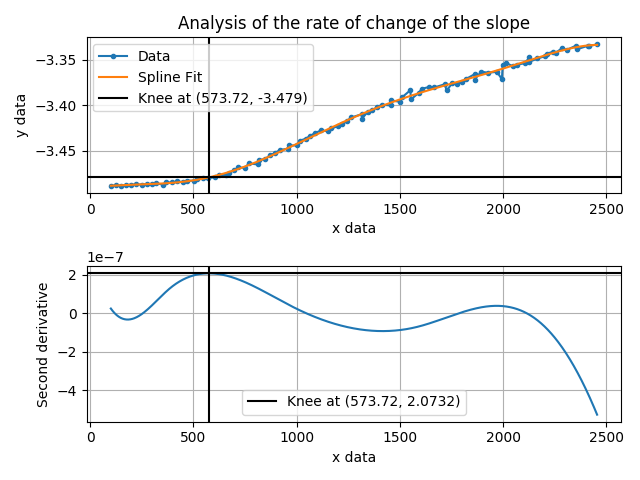 Analysis of the rate of change of the slope
Data
Spline Fit
Knee at (573.72, -3.479)
−3.35
−3.40
−3.45
y data
0
500
1000
1500
2000
2500
x data
1e−7
2
0
−2
−4
Second derivative
Knee at (573.72, 2.0732)
0
500
1000
1500
2000
2500
x data